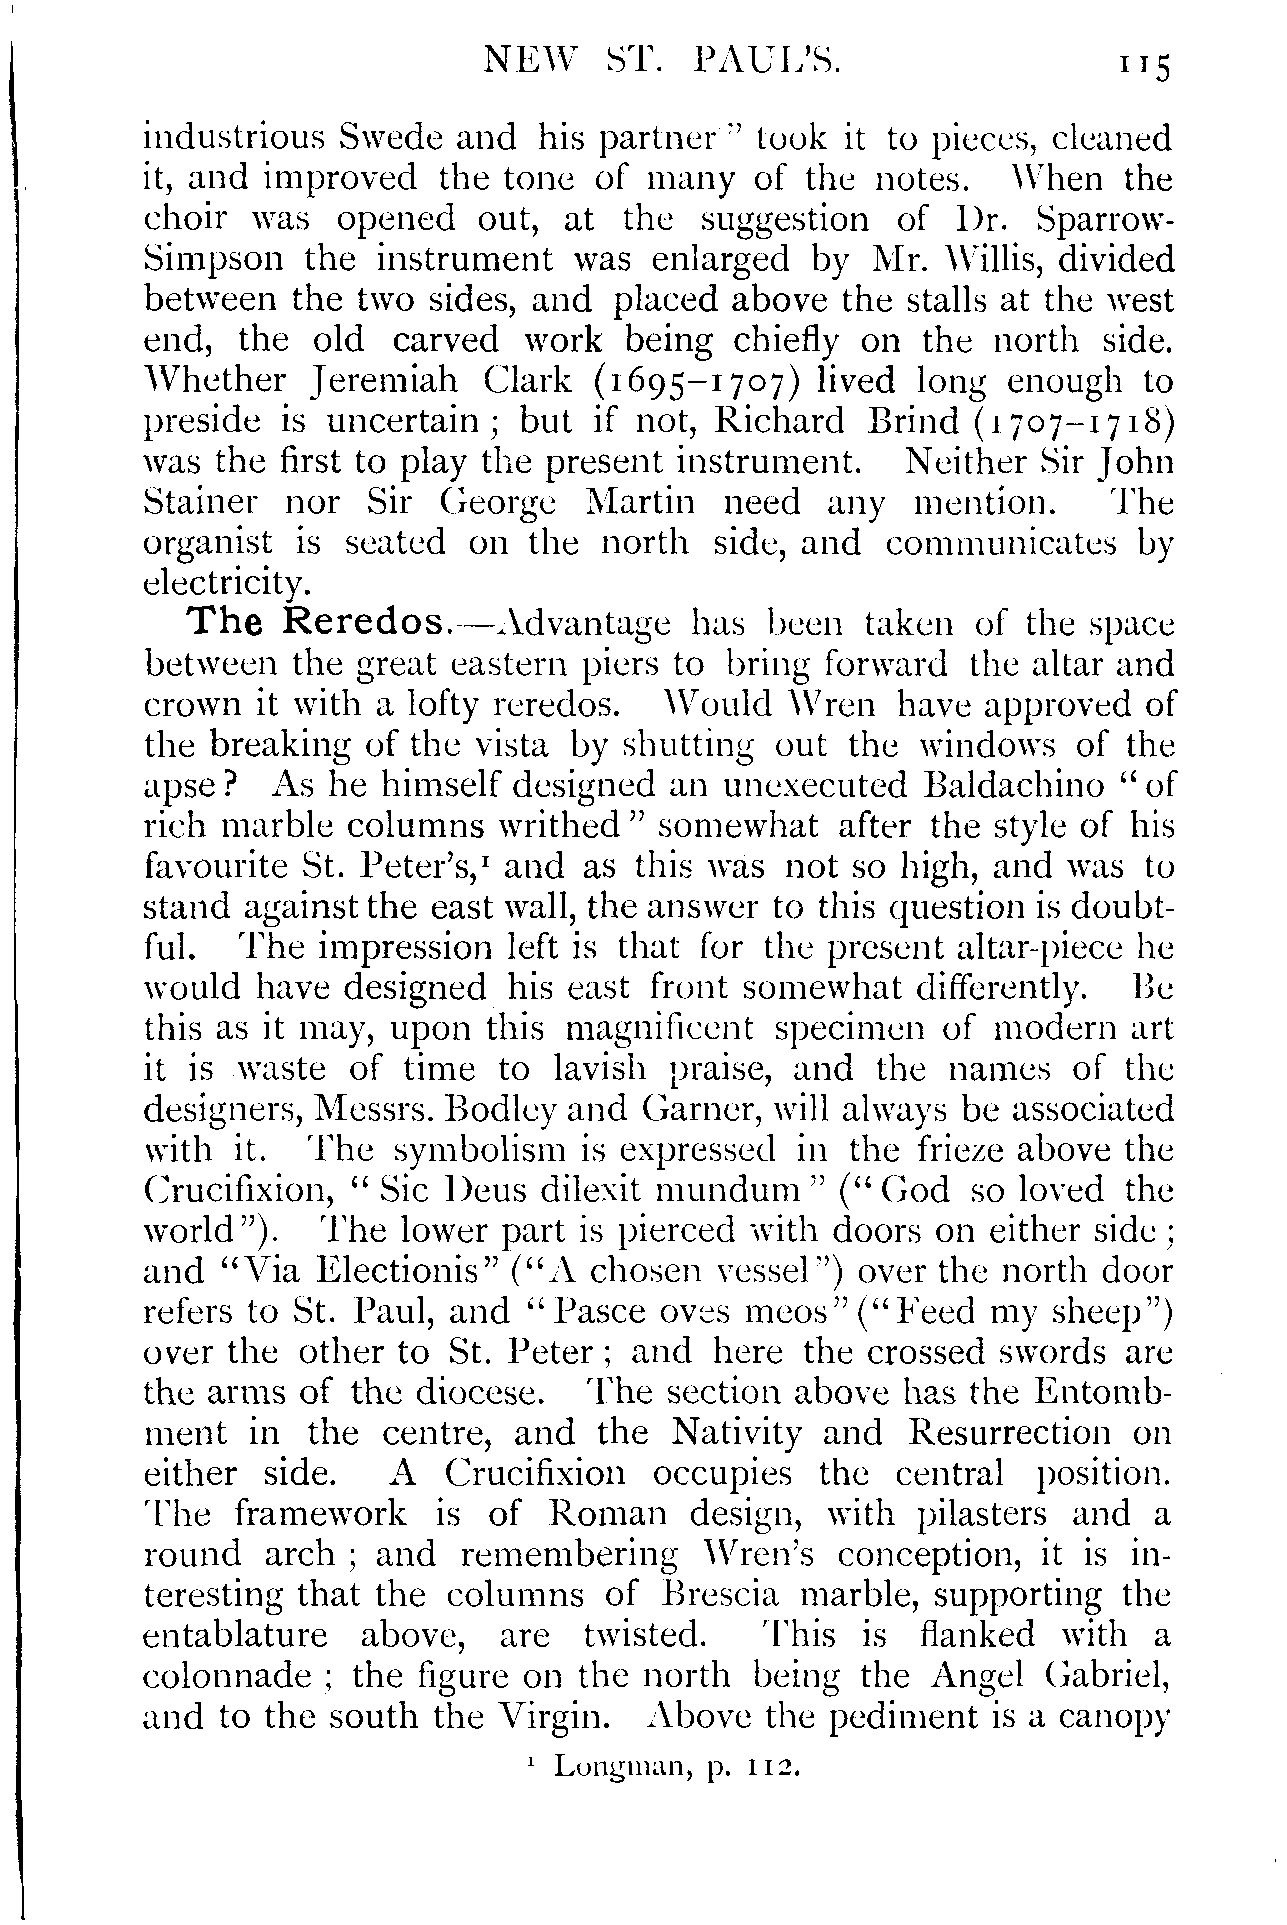 NEW ST. PAUL'S. 115
industrious Swede and his partner" took it to pieces, cleaned
it, and improved the tone of many of the notes. When the
choir was opened out, at the suggestion of Dr. Sparrow-
Simpson the instrument was enlarged by Mr. Willis, divided
between the two sides, and placed above the stalls at the west
end, the old carved work being chiefly on the north side.
Whether Jeremiah Clark (1695–1707) lived long enough to
preside is uncertain; but if not, Richard Brind (1707–1718)
was the first to play the present instrument. Neither Sir John
Stainer nor Sir George Martin need any mention. The
organist is seated on the north side, and communicates by
electricity.
The Reredos.—Advantage has been taken of the space
between the great eastern piers to bring forward the altar and
crown it with a lofty reredos. Would Wren have approved of
the breaking of the vista by shutting out the windows of the
apse? As he himself designed an unexecuted Baldachino "of
rich marble columns writhed" somewhat after the style of his
favourite St. Peter's,¹ and as this was not so high, and was to
stand against the east wall, the answer to this question is doubt-
ful. The impression left is that for the present altar-piece he
would have designed his east front somewhat differently. Be
this as it may, upon this magnificent specimen of modern art
it is waste of time to lavish praise, and the names of the
designers, Messrs. Bodley and Garner, will always be associated
with it. The symbolism is expressed in the frieze above the
Crucifixion, "Sic Deus dilexit mundum" ("God so loved the
world"). The lower part is pierced with doors on either side;
and "Via Electionis" ("A chosen vessel") over the north door
refers to St. Paul, and "Pasce oves meos" ("Feed my sheep")
over the other to St. Peter; and here the crossed swords are
the arms of the diocese. The section above has the Entomb-
ment in the centre, and the Nativity and Resurrection on
either side. A Crucifixion occupies the central position.
The framework is of Roman design, with pilasters and a
round arch; and remembering Wren's conception, it is in-
teresting that the columns of Brescia marble, supporting the
entablature above, are twisted. This is flanked with a
colonnade; the figure on the north being the Angel Gabriel,
and to the south the Virgin. Above the pediment is a canopy
¹ Longman, p. 112.